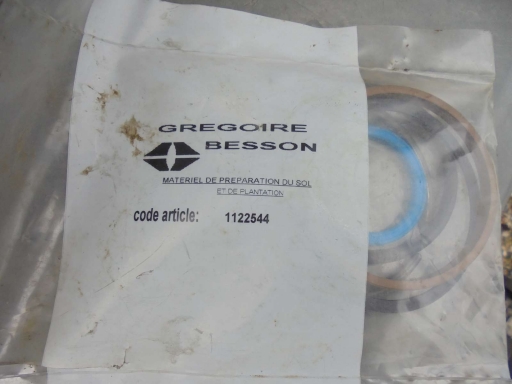 GREGOIRE
BESSON
MATERIEL DE PREPARATION DU SOL
ET DE PLANTATION
code article: 1122544